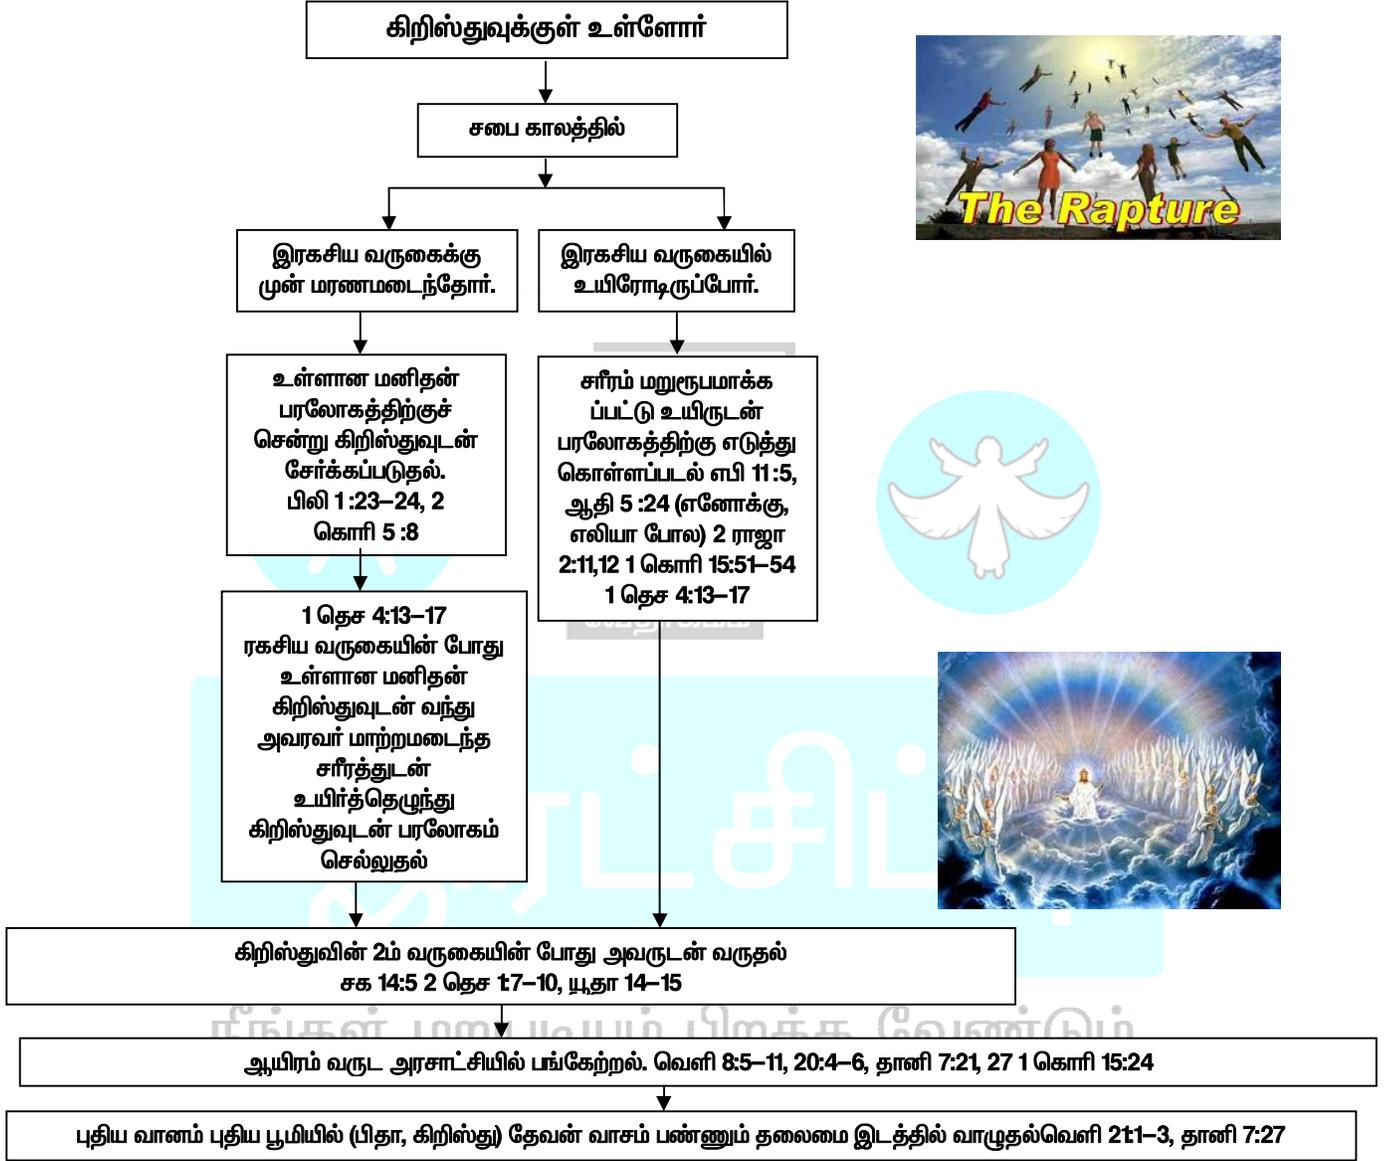 கிறிஸ்துவுக்குள் உள்ளோர்
The Rapture
சபை காலத்தில்
இரகசிய வருகைக்கு
முன் மரணமடைந்தோர்.
இரகசிய வருகையில்
உயிரோடிருப்போர்.
உள்ளான மனிதன்
பரலோகத்திற்குச்
சென்று கிறிஸ்துவுடன்
சேர்க்கப்படுதல்.
பிலி 1:23–24, 2
கொரி 5:8
சரீரம் மறுரூபமாக்க
ப்பட்டு உயிருடன்
பரலோகத்திற்கு எடுத்து
கொள்ளப்படல் எபி 11:5,
ஆதி 5:24 (எனோக்கு,
எலியா போல) 2 ராஜா
2:11,12 1 கொரி 15:51–54
1 தெச 4:13–17
1 தெச 4:13–17
ரகசிய வருகையின் போது
உள்ளான மனிதன்
கிறிஸ்துவுடன் வந்து
அவரவர் மாற்றமடைந்த
சரீரத்துடன்
உயிர்த்தெழுந்து
கிறிஸ்துவுடன் பரலோகம்
செல்லுதல்
கிறிஸ்துவின் 2ம் வருகையின் போது அவருடன் வருதல்
சக 14:5 2 தெச 1:7–10, யூதா 14–15
நீங்கள் மறுபடியும் பிறக்க வேண்டும்
ஆயிரம் வருட அரசாட்சியில் பங்கேற்றல். வெளி 8:5–11, 20:4–6, தானி 7:21, 27 1 கொரி 15:24
புதிய வானம் புதிய பூமியில் (பிதா, கிறிஸ்து) தேவன் வாசம் பண்ணும் தலைமை இடத்தில் வாழுதல்வெளி 21:1–3, தானி 7:27